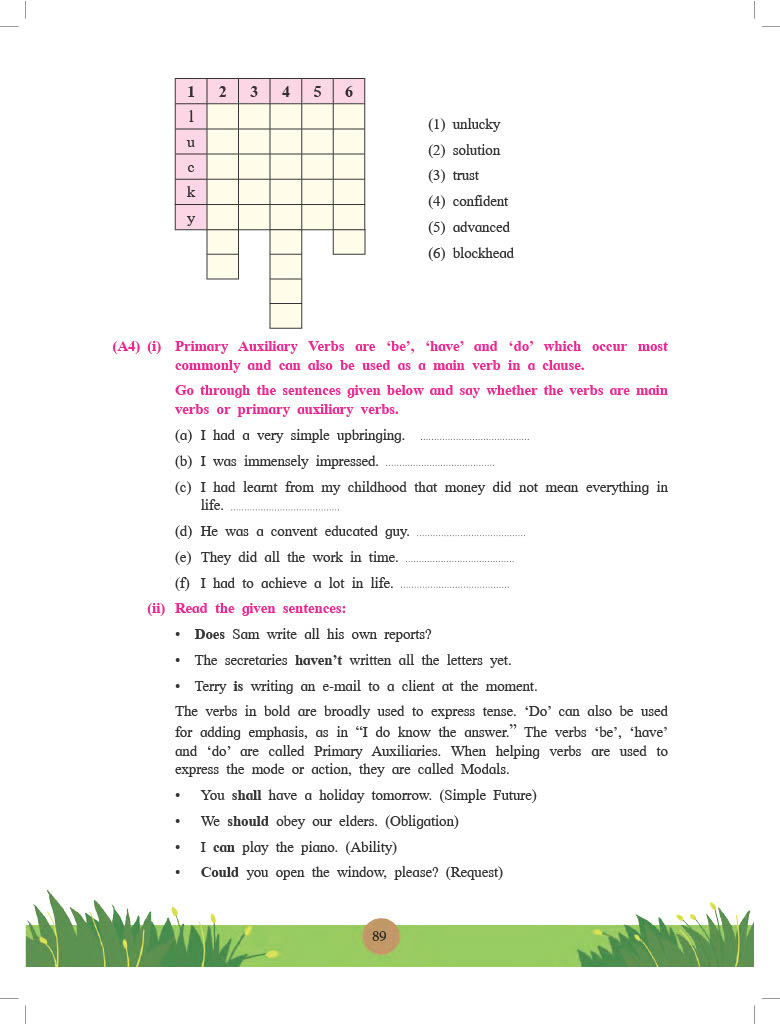 1 2 3 4 5 6
l
u
c
k
y
(1) unlucky
(2) solution
(3) trust
(4) confident
(5) advanced
(6) blockhead
(A4) (i) Primary Auxiliary Verbs are ‘be’, ‘have’ and ‘do’ which occur most
commonly and can also be used as a main verb in a clause.
Go through the sentences given below and say whether the verbs are main
verbs or primary auxiliary verbs.
(a) I had a very simple upbringing. ........................................
(b) I was immensely impressed. ........................................
(c) I had learnt from my childhood that money did not mean everything in
life. ........................................
(d) He was a convent educated guy. ........................................
(e) They did all the work in time. ........................................
(f) I had to achieve a lot in life. ........................................
(ii) Read the given sentences:
• Does Sam write all his own reports?
• The secretaries haven’t written all the letters yet.
• Terry is writing an e-mail to a client at the moment.
The verbs in bold are broadly used to express tense. ‘Do’ can also be used
for adding emphasis, as in “I do know the answer.” The verbs ‘be’, ‘have’
and ‘do’ are called Primary Auxiliaries. When helping verbs are used to
express the mode or action, they are called Modals.
• You shall have a holiday tomorrow. (Simple Future)
• We should obey our elders. (Obligation)
• I can play the piano. (Ability)
• Could you open the window, please? (Request)
89